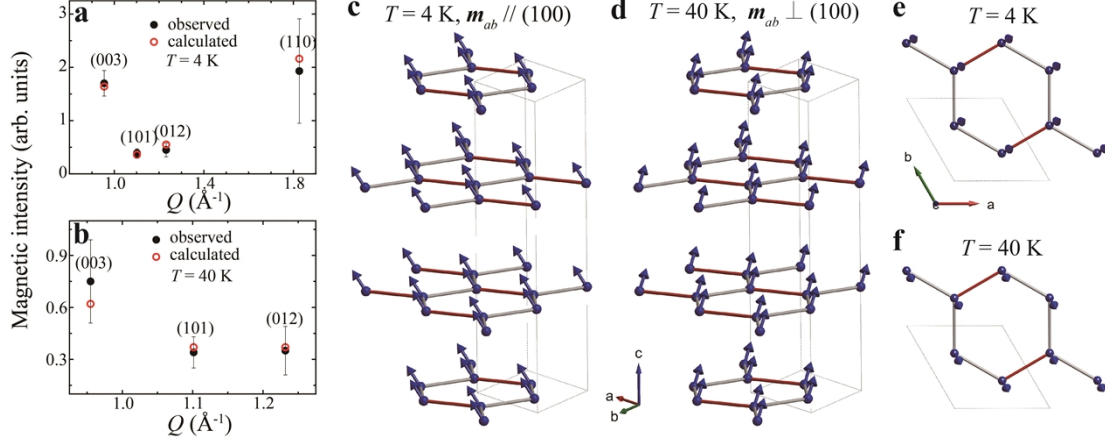 a
observed
calculated
T = 4 K
(003)
(101)
(012)
(110)
3
2
1
0
1.0
1.4
1.8
Q (Å-1)
Magnetic intensity (arb. units)
b
observed
calculated
T = 40 K
(003)
(101)
(012)
0.9
0.6
0.3
1.0
1.1
1.2
Q (Å-1)
c
T = 4 K, mab // (100)
d
T = 40 K, mab ⊥ (100)
c
a
b
e
T = 4 K
b
c
a
f
T = 40 K